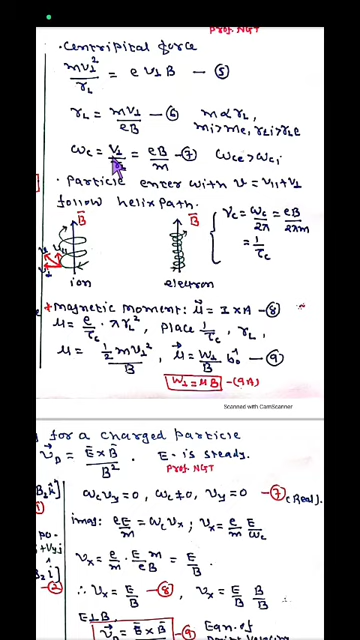 Prof. NGT
• Centripital force
mv⊥²/r_L = e v⊥ B — ⑤
r_L = mv⊥/eB — ⑥ m ∝ r_L, mi > me, r_Li > r_Le
ω_c = v⊥/r_L = eB/m — ⑦ ω_ce > ω_ci
• Particle enter with v = v₁₁ + v⊥
follow helix path.
B̄ B̄ ν_c = ω_c/2π = eB/2πm
= 1/τ_c
ion electron
* Magnetic moment: μ̄ = I × A — ⑧
μ = e/τ_c · πr_L², place 1/τ_c, r_L
μ = ½mv⊥²/B, μ⃗ = W⊥/B b̂₀ — ⑨
W⊥ = μB — (9A)
Scanned with CamScanner
for a charged particle
v⃗_D = Ē × B̄/B² E - is steady.
Prof. NGT
ω_c v_y = 0, ω_c ≠ 0, v_y = 0 — ⑦ (Real)
imag: eE/m = ω_c v_x; v_x = e/m E/ω_c
v_x = e/m · E m/eB = E/B
∴ v_x = E/B — ⑧, v_x = E/B B/B
E ⊥ B
v⃗_D = Ē × B̄ — ⑨ Eqn. of